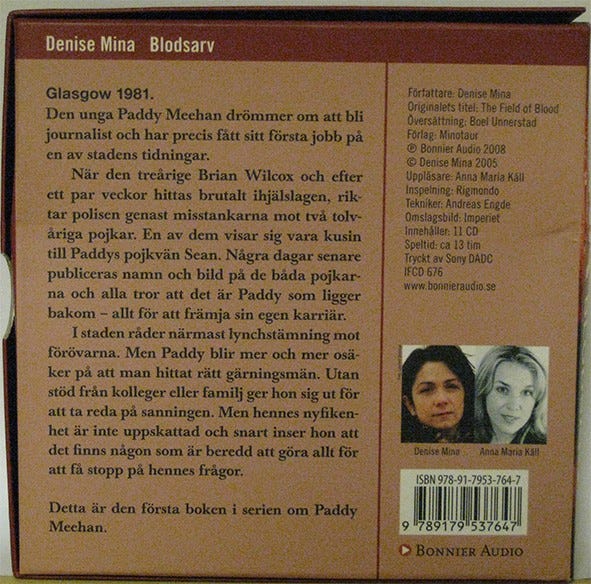 Denise Mina Blodsarv
Glasgow 1981.
Den unga Paddy Meehan drömmer om att bli
journalist och har precis fått sitt första jobb på
en av stadens tidningar.
När den treårige Brian Wilcox och efter
ett par veckor hittas brutalt ihjälslagen, rik-
tar polisen genast misstankarna mot två tolv-
åriga pojkar. En av dem visar sig vara kusin
till Paddys pojkvän Sean. Några dagar senare
publiceras namn och bild på de båda pojkar-
na och alla tror att det är Paddy som ligger
bakom – allt för att främja sin egen karriär.
I staden råder närmast lynchstämning mot
förövarna. Men Paddy blir mer och mer osä-
ker på att man hittat rätt gärningsmän. Utan
stöd från kolleger eller familj ger hon sig ut för
att ta reda på sanningen. Men hennes nyfiken-
het är inte uppskattad och snart inser hon att
det finns någon som är beredd att göra allt för
att få stopp på hennes frågor.
Detta är den första boken i serien om Paddy
Meehan.
Författare: Denise Mina
Originalets titel: The Field of Blood
Översättning: Boel Unnerstad
Förlag: Minotaur
℗ Bonnier Audio 2008
© Denise Mina 2005
Uppläsare: Anna Maria Käll
Inspelning: Rigmondo
Tekniker: Andreas Engde
Omslagsbild: Imperiet
Innehåller: 11 CD
Speltid: ca 13 tim
Tryckt av Sony DADC
IFCD 676
www.bonnieraudio.se
Denise Mina Anna Maria Käll
ISBN 978-91-7953-764-7
9 789179 537647
BONNIER AUDIO